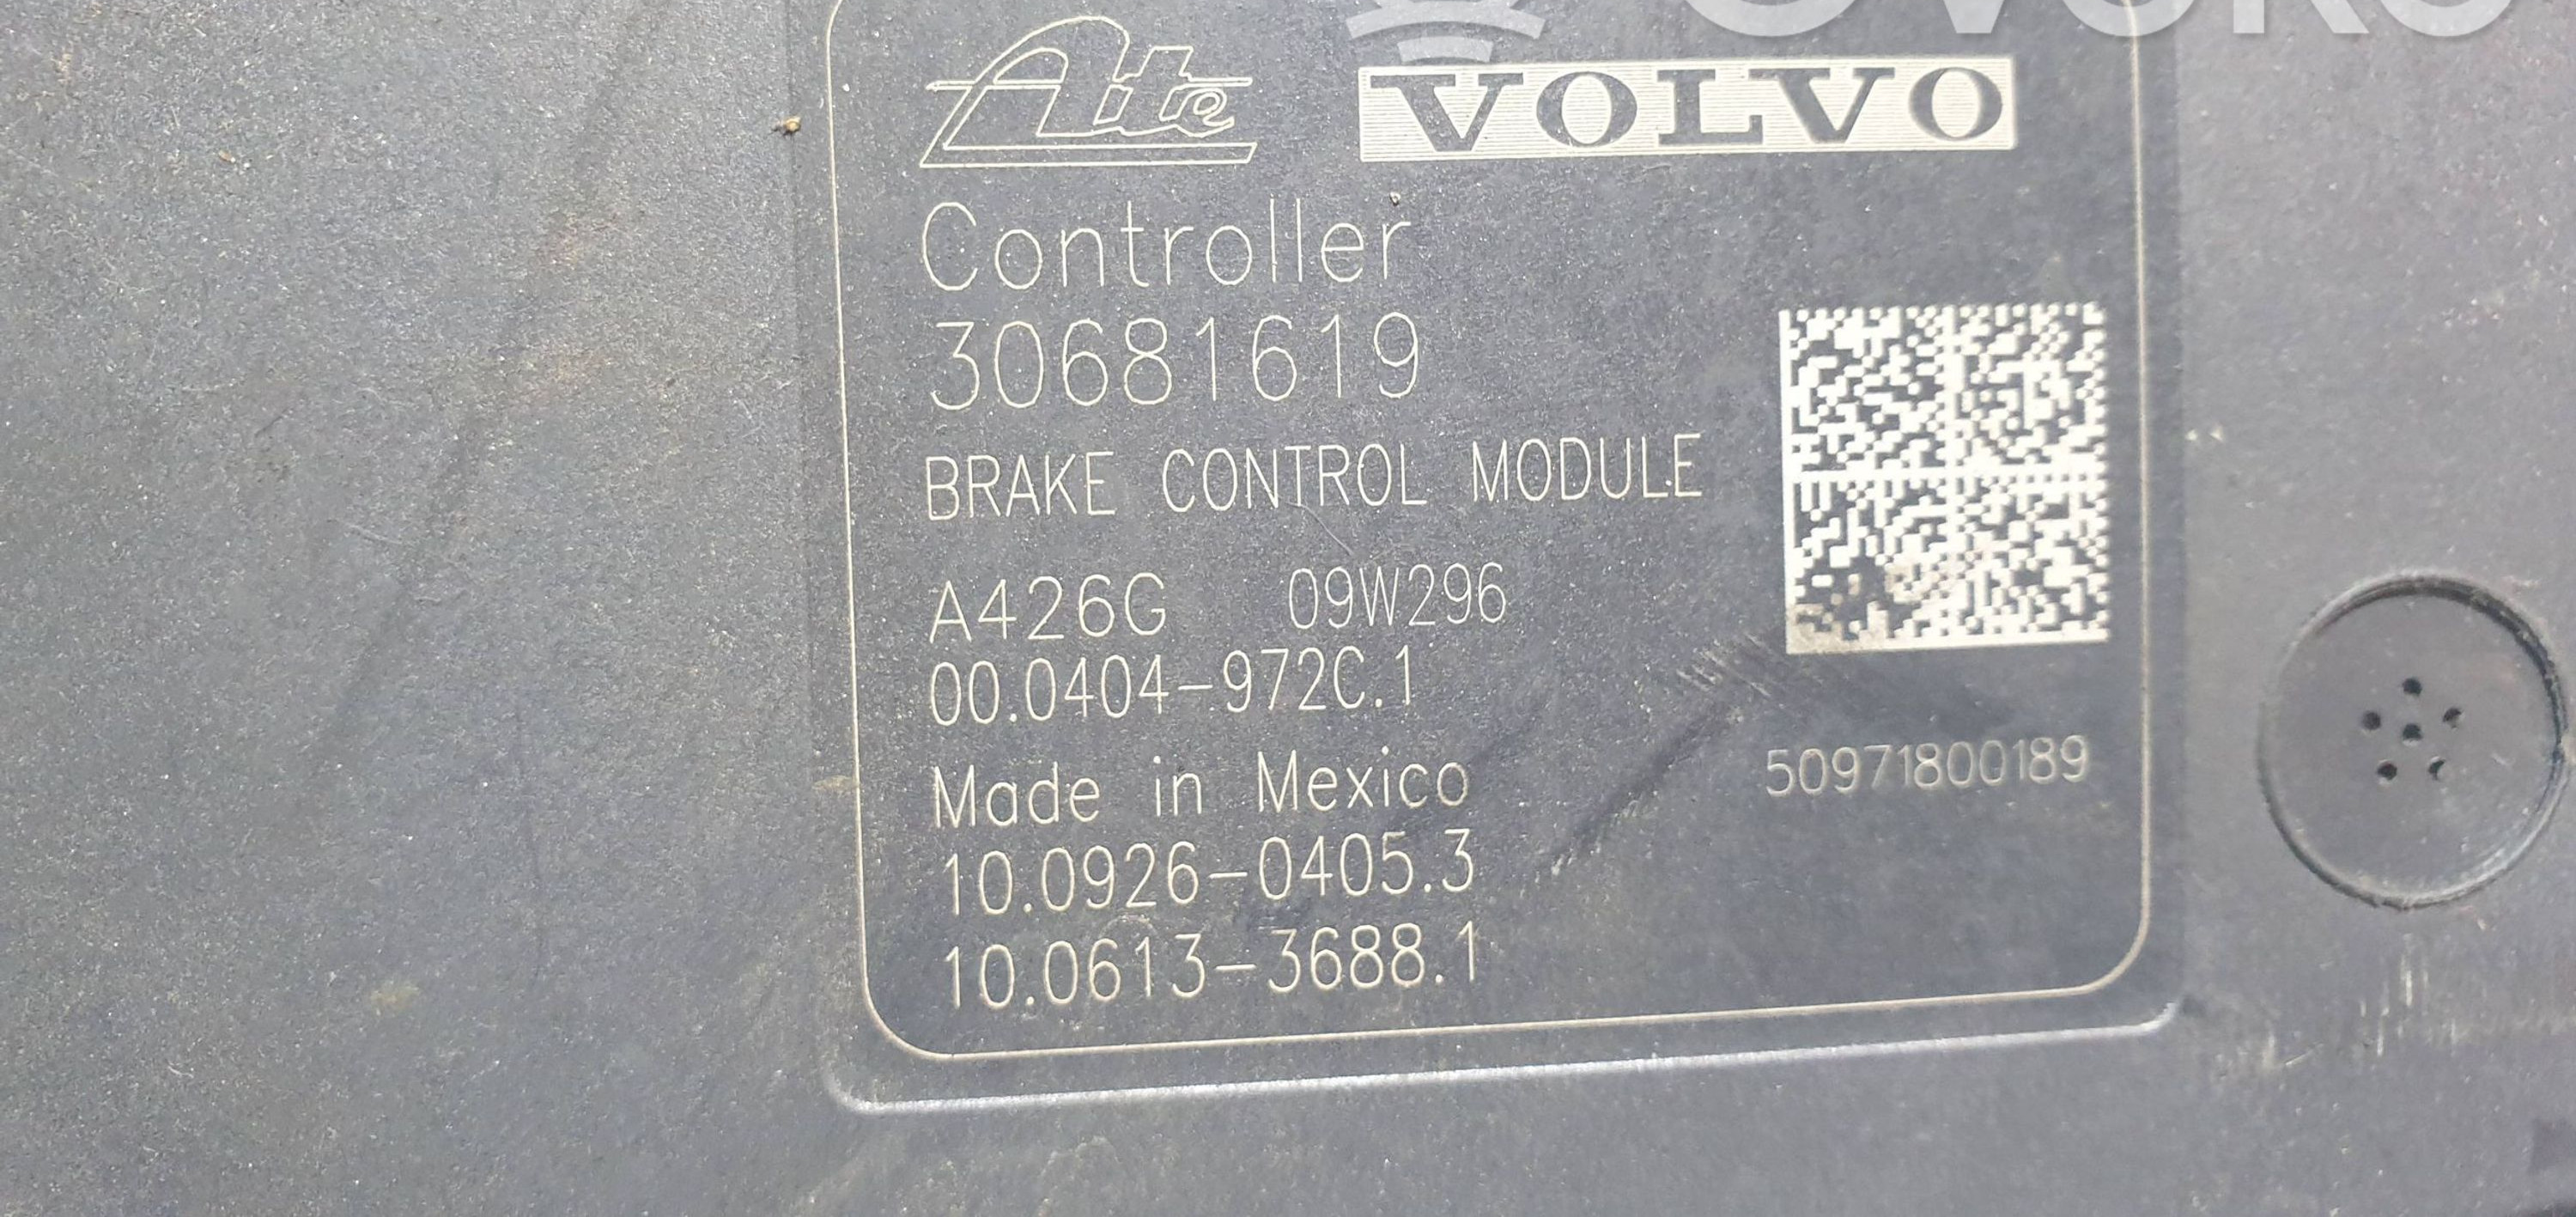 Ate VOLVO
Controller
30681619
BRAKE CONTROL MODULE
A426G 09W296
00.0404-972C.1
Made in Mexico
50971800189
10.0926-0405.3
10.0613-3688.1